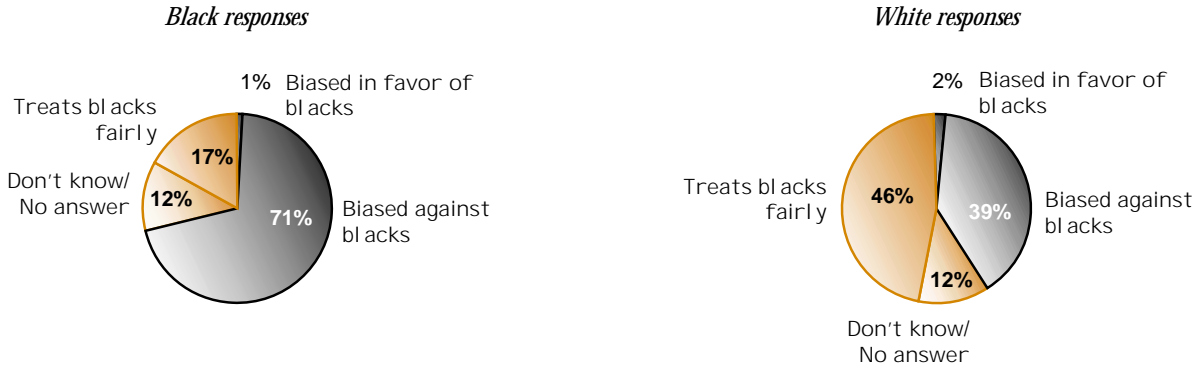 Black responses
1% Biased in favor of
blacks
Treats blacks
fairly
17%
Don't know/
No answer
12%
71%
Biased against
blacks
White responses
2% Biased in favor of
blacks
Treats blacks
fairly
46%
39%
Biased against
blacks
12%
Don't know/
No answer